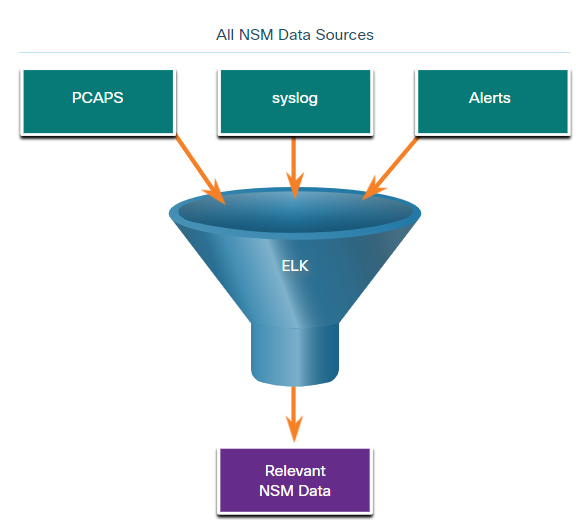 All NSM Data Sources
PCAPS
syslog
Alerts
ELK
Relevant
NSM Data